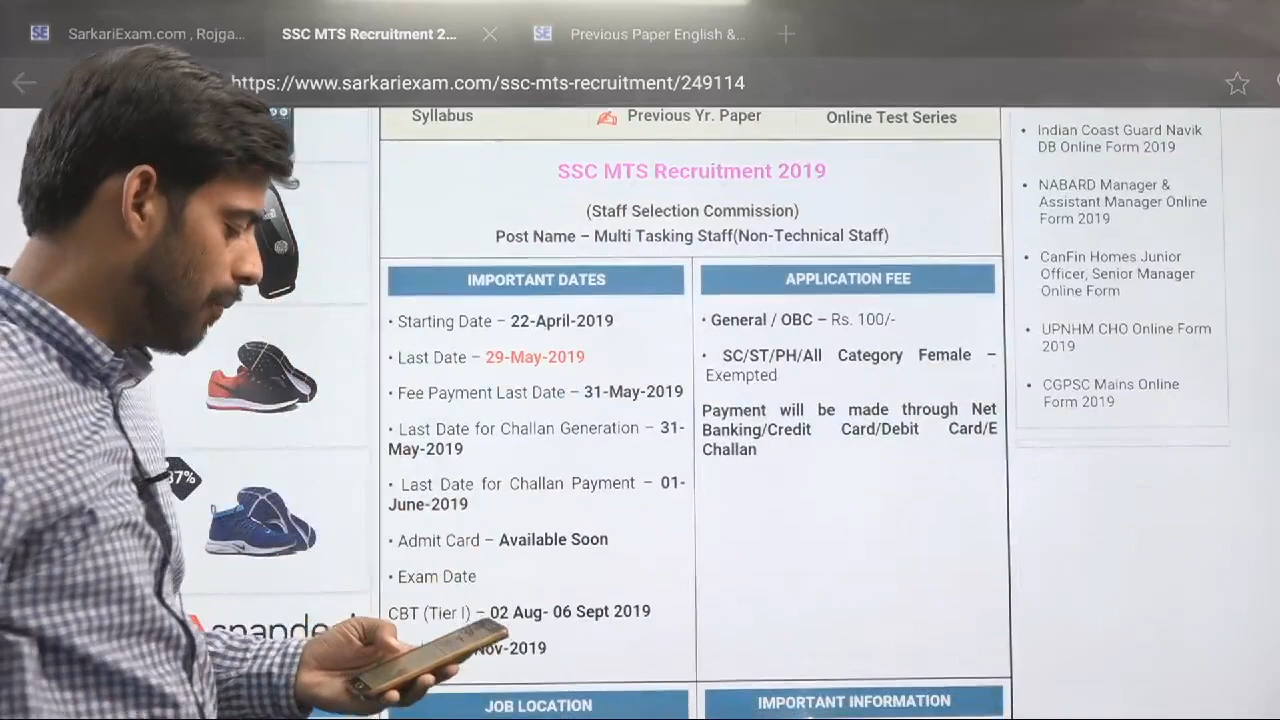 SarkariExam.com , Rojga...
SSC MTS Recruitment 2...
Previous Paper English &...
https://www.sarkariexam.com/ssc-mts-recruitment/249114
Syllabus
Previous Yr. Paper
Online Test Series
SSC MTS Recruitment 2019
(Staff Selection Commission)
Post Name – Multi Tasking Staff(Non-Technical Staff)
IMPORTANT DATES
• Starting Date – 22-April-2019
• Last Date – 29-May-2019
• Fee Payment Last Date – 31-May-2019
• Last Date for Challan Generation – 31-
May-2019
• Last Date for Challan Payment – 01-
June-2019
• Admit Card – Available Soon
• Exam Date
CBT (Tier I) – 02 Aug- 06 Sept 2019
Nov-2019
JOB LOCATION
APPLICATION FEE
• General / OBC – Rs. 100/-
• SC/ST/PH/All Category Female –
Exempted
Payment will be made through Net
Banking/Credit Card/Debit Card/E
Challan
IMPORTANT INFORMATION
• Indian Coast Guard Navik
DB Online Form 2019
• NABARD Manager &
Assistant Manager Online
Form 2019
• CanFin Homes Junior
Officer, Senior Manager
Online Form
• UPNHM CHO Online Form
2019
• CGPSC Mains Online
Form 2019
37%